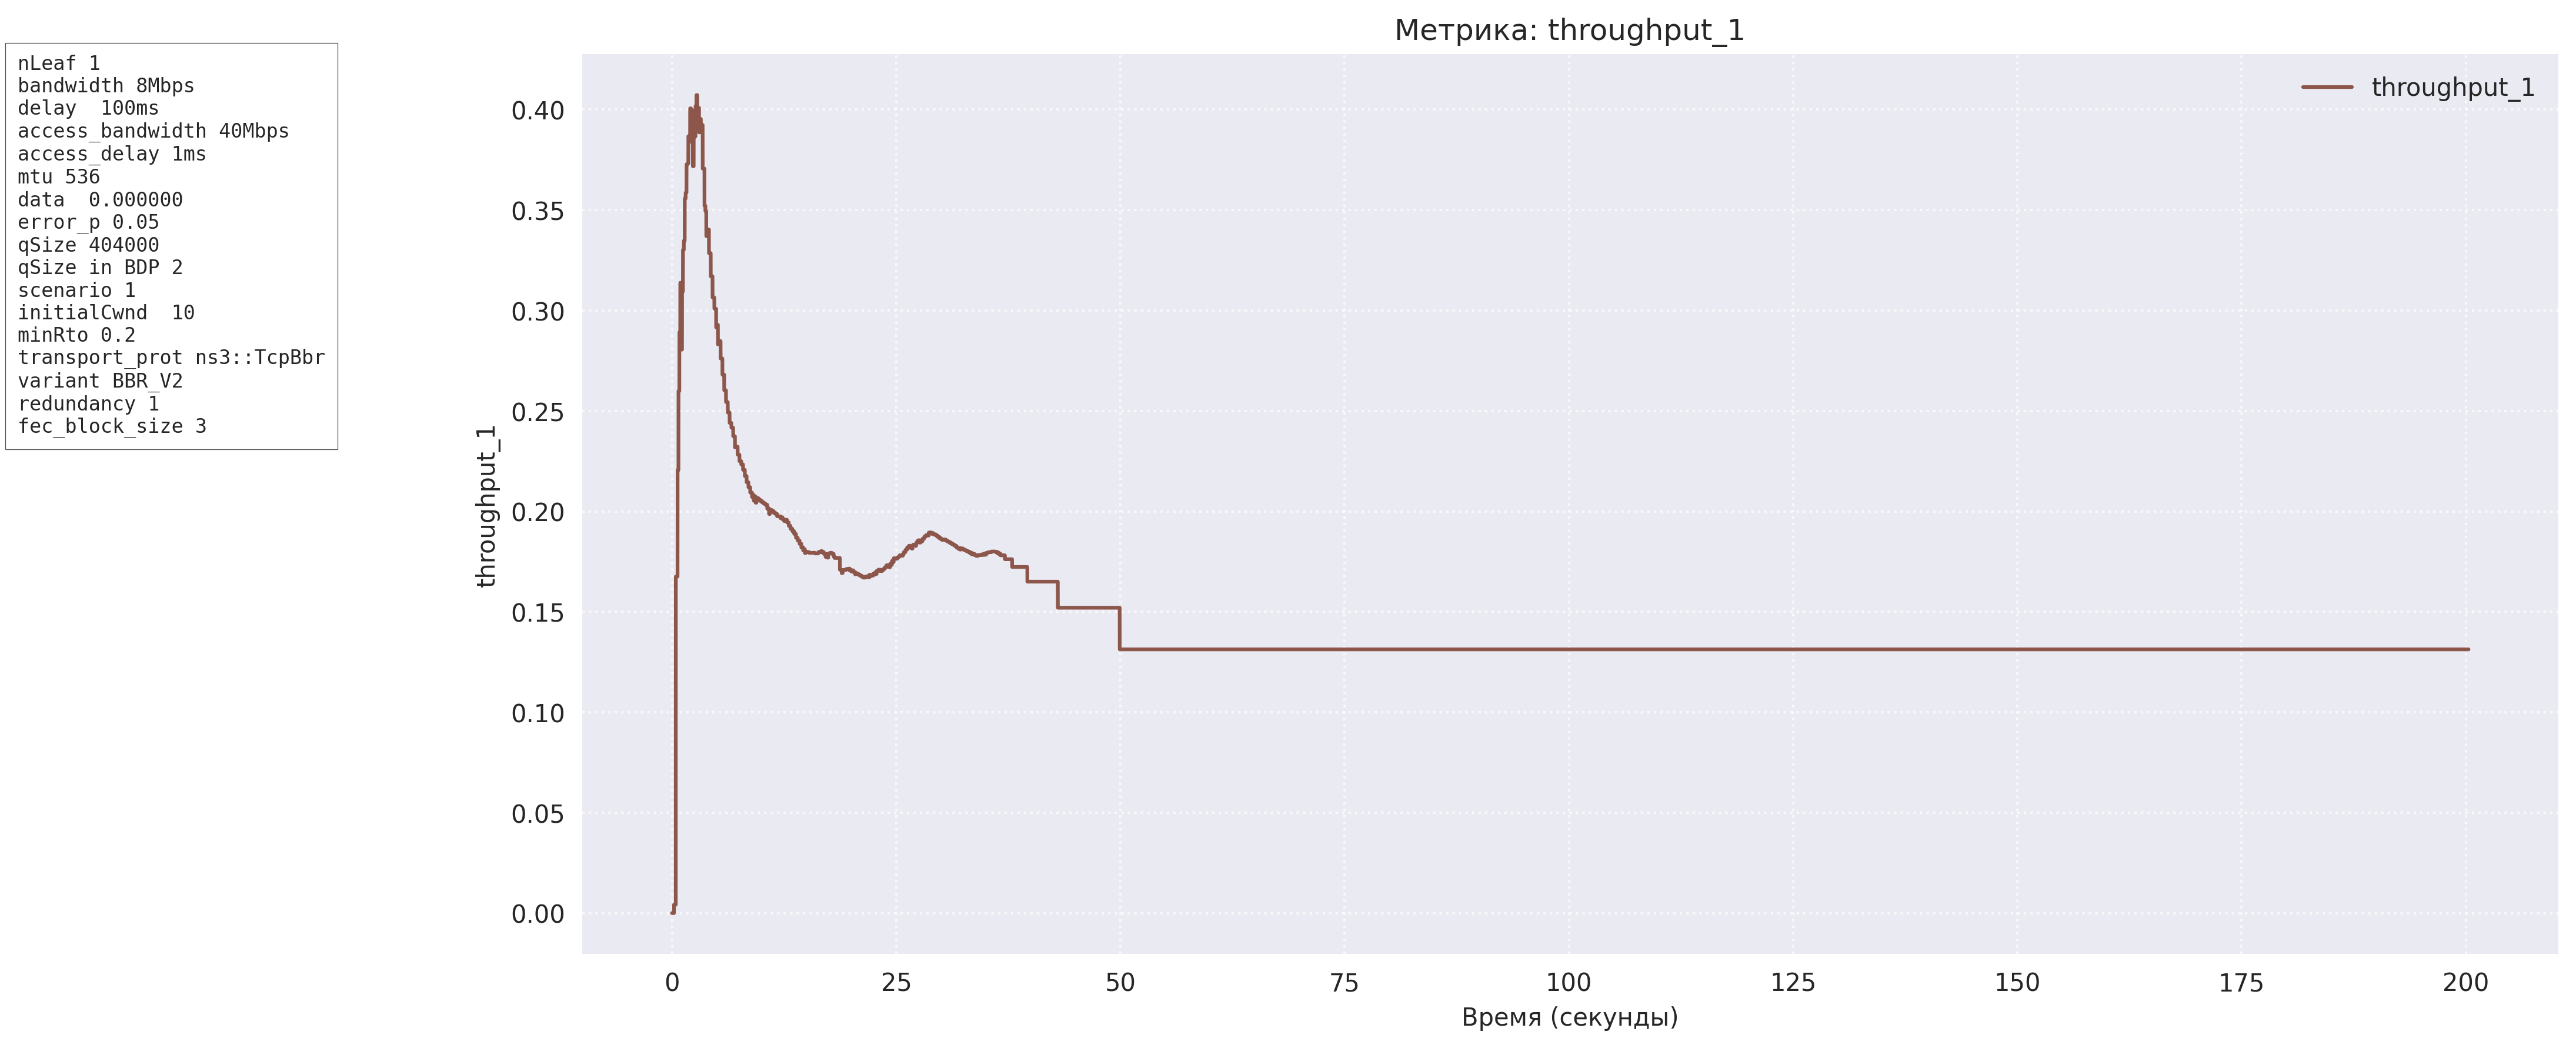 Метрика: throughput_1
nLeaf 1
bandwidth 8Mbps
delay  100ms
access_bandwidth 40Mbps
access_delay 1ms
mtu 536
data  0.000000
error_p 0.05
qSize 404000
qSize in BDP 2
scenario 1
initialCwnd  10
minRto 0.2
transport_prot ns3::TcpBbr
variant BBR_V2
redundancy 1
fec_block_size 3
throughput_1
throughput_1
0.40
0.35
0.30
0.25
0.20
0.15
0.10
0.05
0.00
0 25 50 75 100 125 150 175 200
Время (секунды)